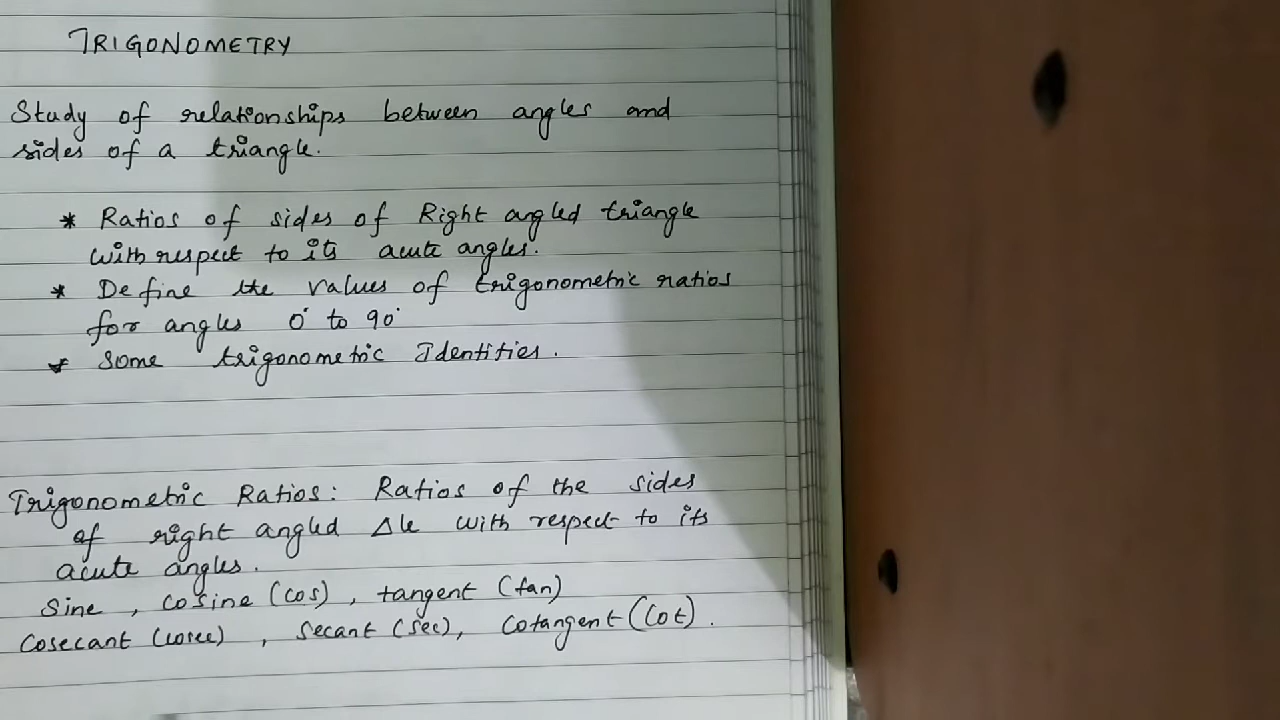 TRIGONOMETRY
Study of relationships between angles and
sides of a triangle.
* Ratios of sides of Right angled triangle
with respect to its acute angles.
* Define the values of trigonometric ratios
for angles 0° to 90°
* Some trigonometric Identities.
Trigonometric Ratios: Ratios of the sides
of right angled Δle with respect to its
acute angles.
Sine, Cosine (Cos), tangent (tan)
Cosecant (cosec), Secant (Sec), Cotangent (Cot).